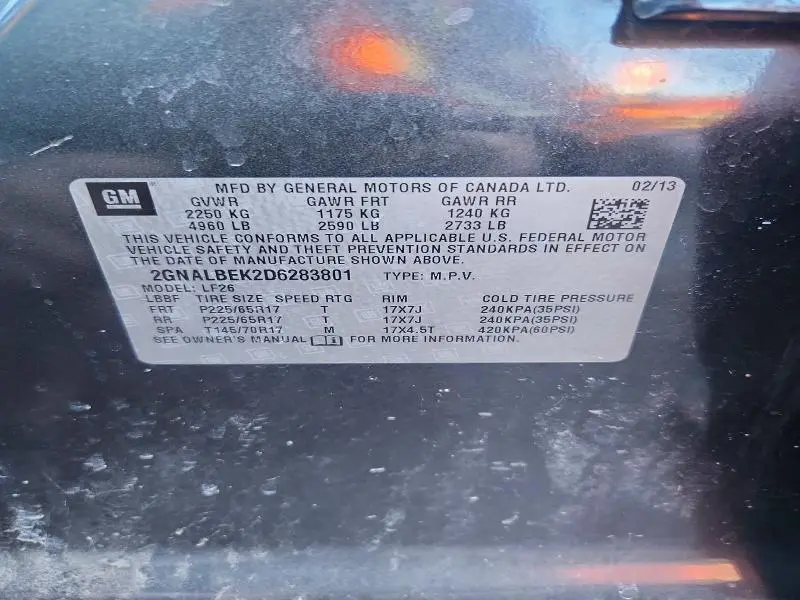 GM MFD BY GENERAL MOTORS OF CANADA LTD. 02/13
GVWR GAWR FRT GAWR RR
2250 KG 1175 KG 1240 KG
4960 LB 2590 LB 2733 LB
THIS VEHICLE CONFORMS TO ALL APPLICABLE U.S. FEDERAL MOTOR
VEHICLE SAFETY AND THEFT PREVENTION STANDARDS IN EFFECT ON
THE DATE OF MANUFACTURE SHOWN ABOVE.
2GNALBEK2D6283801 TYPE: M.P.V.
MODEL: LF26
LBBF TIRE SIZE SPEED RTG RIM COLD TIRE PRESSURE
FRT P225/65R17 T 17X7J 240KPA(35PSI)
RR P225/65R17 T 17X7J 240KPA(35PSI)
SPA T145/70R17 M 17X4.5T 420KPA(60PSI)
SEE OWNER'S MANUAL FOR MORE INFORMATION.